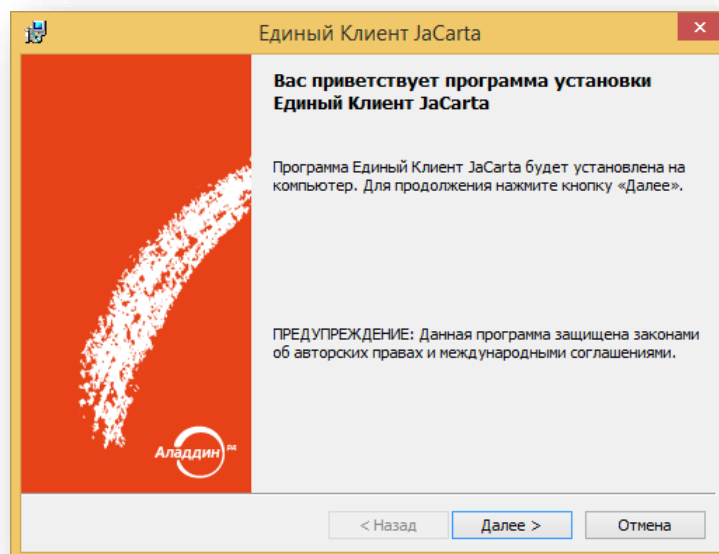 Единый Клиент JaCarta
Вас приветствует программа установки
Единый Клиент JaCarta
Программа Единый Клиент JaCarta будет установлена на
компьютер. Для продолжения нажмите кнопку «Далее».
ПРЕДУПРЕЖДЕНИЕ: Данная программа защищена законами
об авторских правах и международными соглашениями.
Аладдин РД
< Назад
Далее >
Отмена